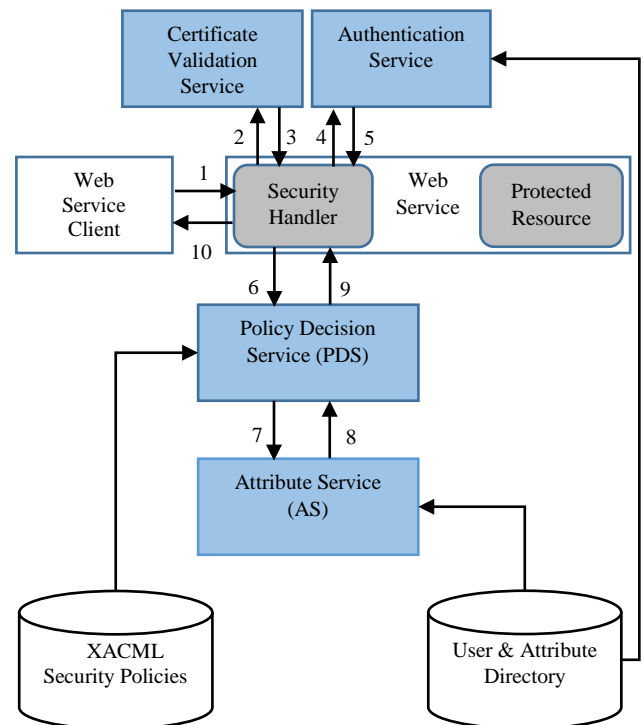 Certificate
Validation
Service
Authentication
Service
2
3
4
5
Web
Service
Client
1
10
Security
Handler
Web
Service
Protected
Resource
6
9
Policy Decision
Service (PDS)
7
8
Attribute Service
(AS)
XACML
Security Policies
User & Attribute
Directory